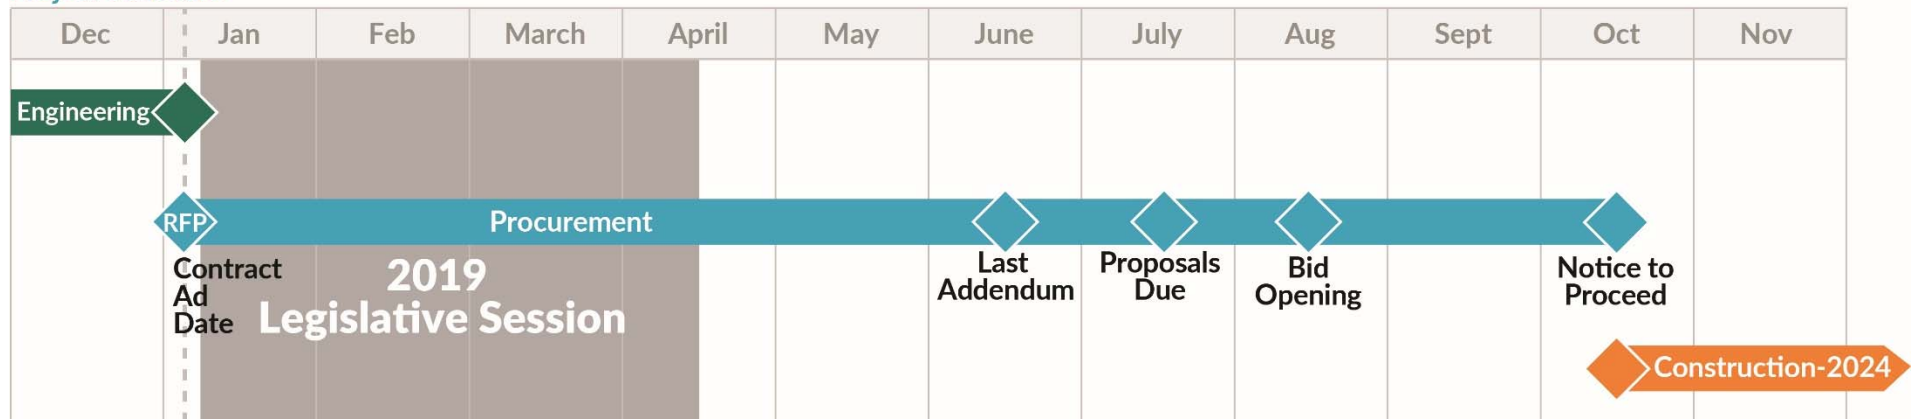 Dec Jan Feb March April May June July Aug Sept Oct Nov
Engineering
RFP Procurement
Contract
Ad
Date
2019
Legislative Session
Last
Addendum
Proposals
Due
Bid
Opening
Notice to
Proceed
Construction-2024